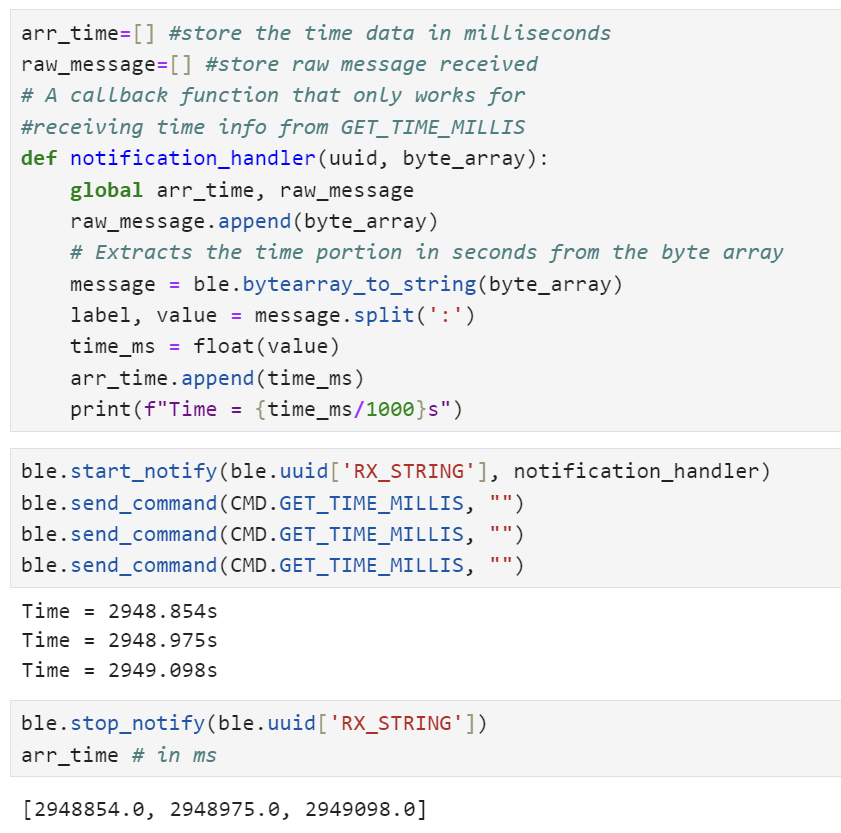 arr_time=[] #store the time data in milliseconds
raw_message=[] #store raw message received
# A callback function that only works for
#receiving time info from GET_TIME_MILLIS
def notification_handler(uuid, byte_array):
    global arr_time, raw_message
    raw_message.append(byte_array)
    # Extracts the time portion in seconds from the byte array
    message = ble.bytearray_to_string(byte_array)
    label, value = message.split(':')
    time_ms = float(value)
    arr_time.append(time_ms)
    print(f"Time = {time_ms/1000}s")
ble.start_notify(ble.uuid['RX_STRING'], notification_handler)
ble.send_command(CMD.GET_TIME_MILLIS, "")
ble.send_command(CMD.GET_TIME_MILLIS, "")
ble.send_command(CMD.GET_TIME_MILLIS, "")
Time = 2948.854s
Time = 2948.975s
Time = 2949.098s
ble.stop_notify(ble.uuid['RX_STRING'])
arr_time # in ms
[2948854.0, 2948975.0, 2949098.0]